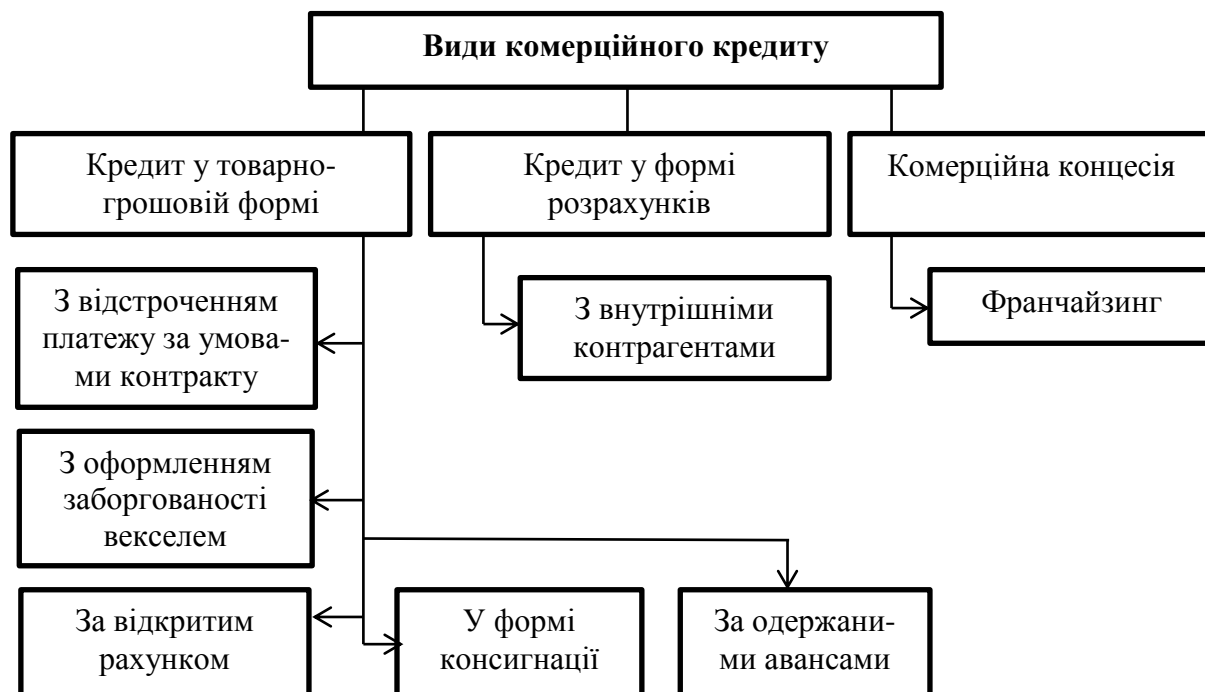 Види комерційного кредиту
Кредит у товарно-
грошовій формі
Кредит у формі
розрахунків
Комерційна концесія
З відстроченням
платежу за умова-
ми контракту
З внутрішніми
контрагентами
Франчайзинг
З оформленням
заборгованості
векселем
За відкритим
рахунком
У формі
консигнації
За одержани-
ми авансами